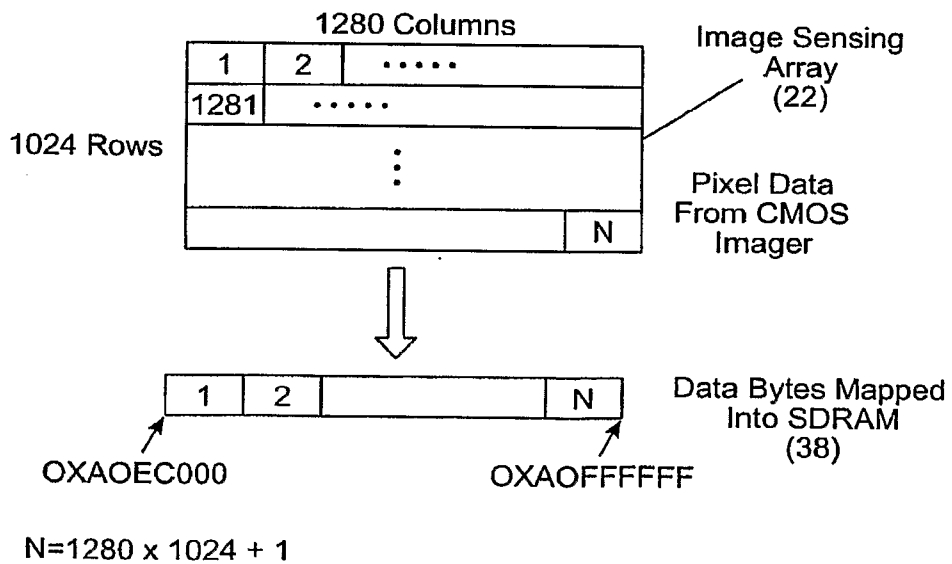 1280 Columns
Image Sensing
Array
(22)
1 2 .....
1281 .....
1024 Rows
Pixel Data
From CMOS
Imager
N
1 2 N
Data Bytes Mapped
Into SDRAM
(38)
OXAOEC000
OXAOFFFFFF
N=1280 x 1024 + 1